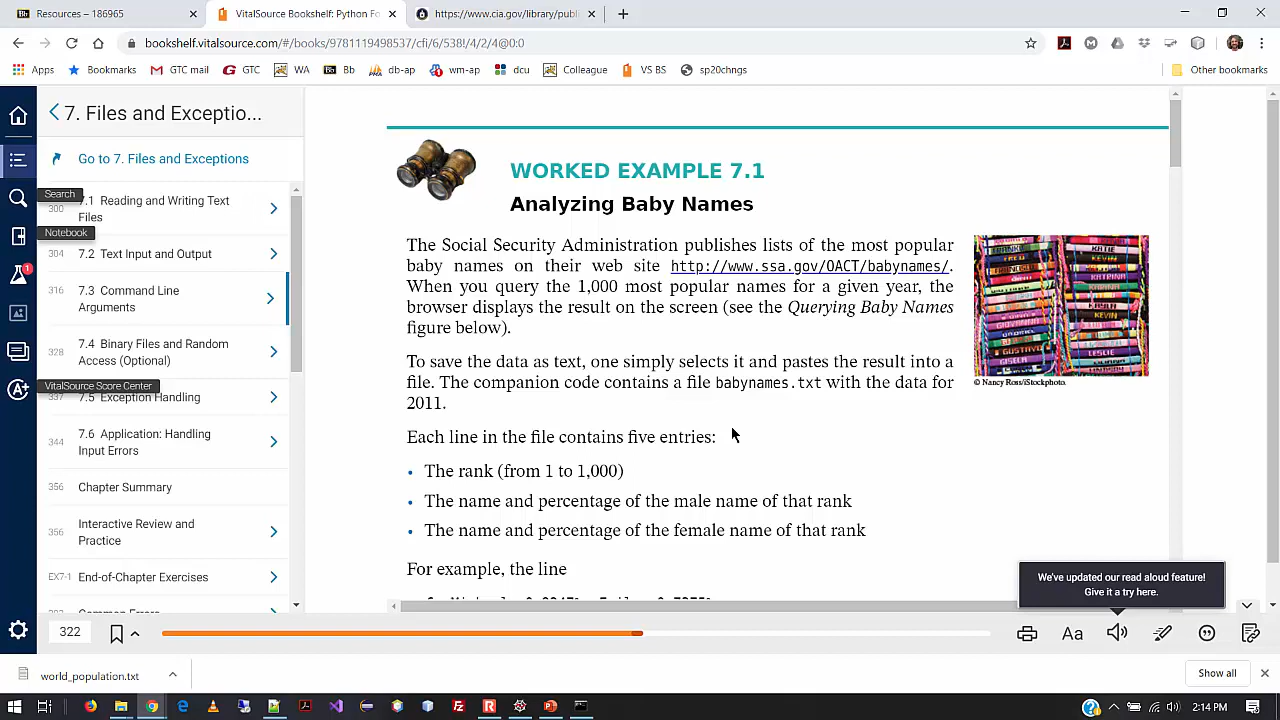 Resources – 186965
VitalSource Bookshelf: Python Fo
https://www.cia.gov/library/publ
bookshelf.vitalsource.com/#/books/9781119498537/cfi/6/538!/4/2/4@0:0
Apps
Bookmarks
GTC mail
GTC
WA
Bb
db-ap
wm-ap
dcu
Colleague
VS BS
sp20chngs
Other bookmarks
7. Files and Exceptio...
Go to 7. Files and Exceptions
Search
Notebook
VitalSource Score Center
300 7.1 Reading and Writing Text
Files
304 7.2 Text Input and Output
316 7.3 Command Line
Arguments
328 7.4 Binary Files and Random
Access (Optional)
337 7.5 Exception Handling
344 7.6 Application: Handling
Input Errors
356 Chapter Summary
356 Interactive Review and
Practice
EX7-1 End-of-Chapter Exercises
Common Errors
WORKED EXAMPLE 7.1
Analyzing Baby Names
The Social Security Administration publishes lists of the most popular
baby names on their web site http://www.ssa.gov/OACT/babynames/.
When you query the 1,000 most popular names for a given year, the
browser displays the result on the screen (see the Querying Baby Names
figure below).
To save the data as text, one simply selects it and pastes the result into a
file. The companion code contains a file babynames.txt with the data for
2011.
Each line in the file contains five entries:
• The rank (from 1 to 1,000)
• The name and percentage of the male name of that rank
• The name and percentage of the female name of that rank
For example, the line
KATIE
KEVIN
KATRINA
KEVIN
GIOVANNA
GUSTAVO
LESLIE
© Nancy Ross/iStockphoto.
We've updated our read aloud feature!
Give it a try here.
322
Aa
world_population.txt
Show all
2:14 PM